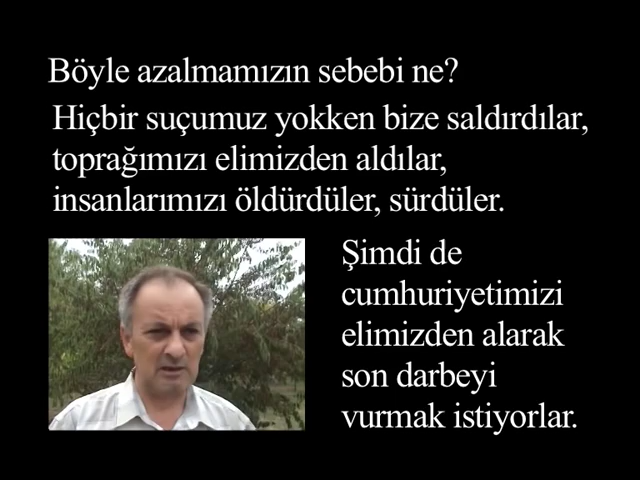 Böyle azalmamızın sebebi ne?
Hiçbir suçumuz yokken bize saldırdılar,
toprağımızı elimizden aldılar,
insanlarımızı öldürdüler, sürdüler.
Şimdi de
cumhuriyetimizi
elimizden alarak
son darbeyi
vurmak istiyorlar.